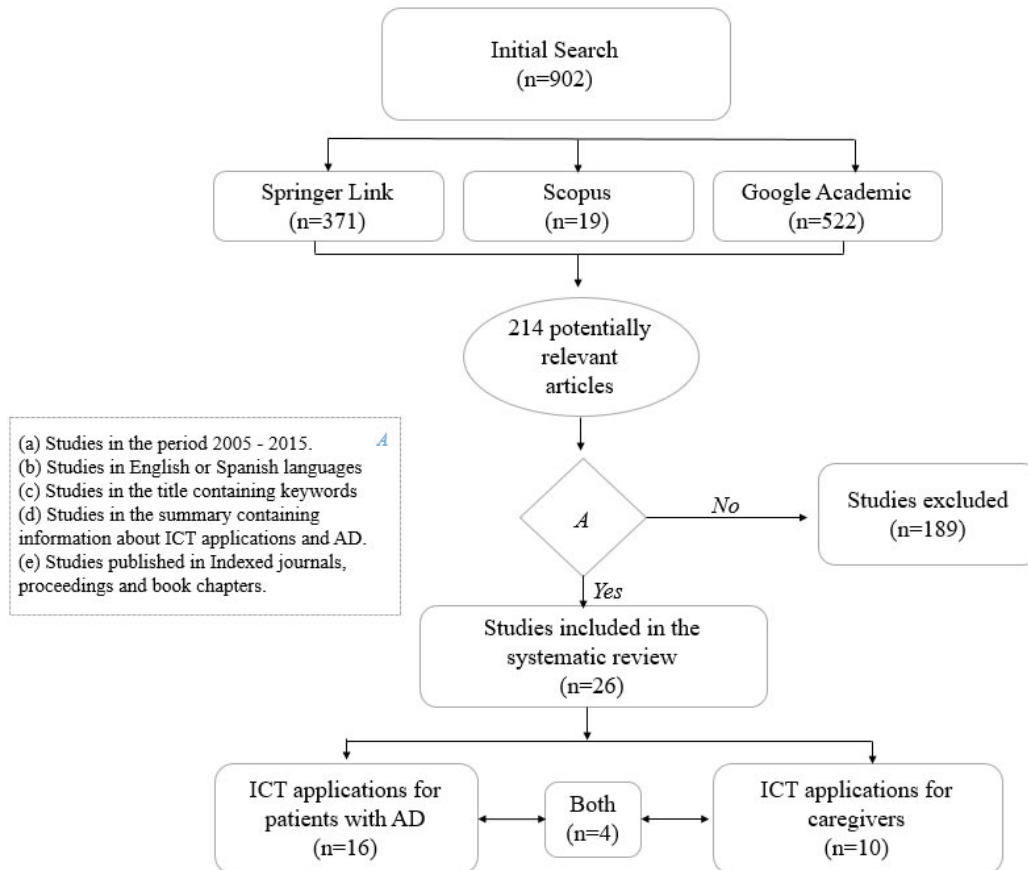 Initial Search
(n=902)
Springer Link
(n=371)
Scopus
(n=19)
Google Academic
(n=522)
214 potentially
relevant
articles
(a) Studies in the period 2005 - 2015.
A
(b) Studies in English or Spanish languages
(c) Studies in the title containing keywords
(d) Studies in the summary containing
information about ICT applications and AD.
(e) Studies published in Indexed journals,
proceedings and book chapters.
A
No
Studies excluded
(n=189)
Yes
Studies included in the
systematic review
(n=26)
ICT applications for
patients with AD
(n=16)
Both
(n=4)
ICT applications for
caregivers
(n=10)